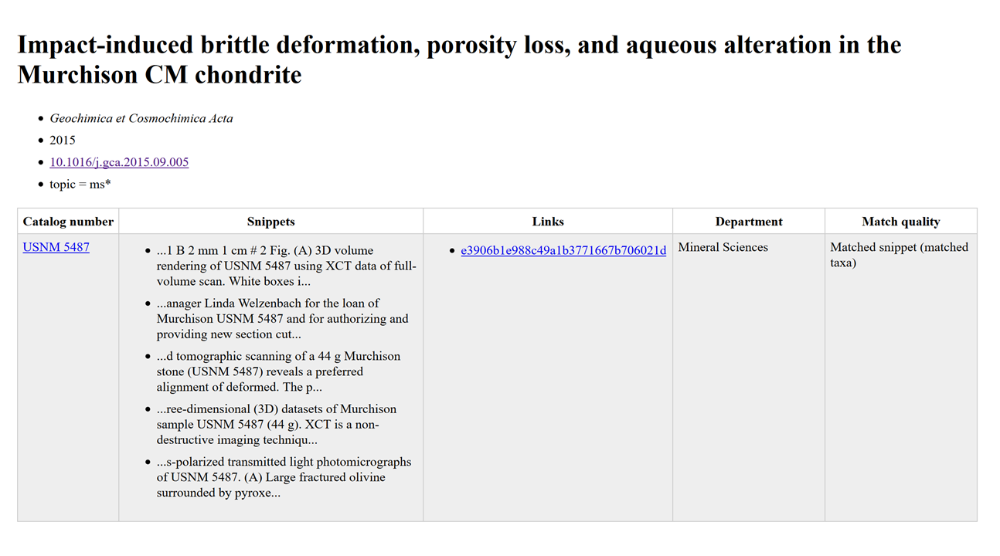 Impact-induced brittle deformation, porosity loss, and aqueous alteration in the
Murchison CM chondrite
Geochimica et Cosmochimica Acta
2015
10.1016/j.gca.2015.09.005
topic = ms*
Catalog number
Snippets
Links
Department
Match quality
USNM 5487
...1 B 2 mm 1 cm # 2 Fig. (A) 3D volume
rendering of USNM 5487 using XCT data of full-
volume scan. White boxes i...
...anager Linda Welzenbach for the loan of
Murchison USNM 5487 and for authorizing and
providing new section cut...
...d tomographic scanning of a 44 g Murchison
stone (USNM 5487) reveals a preferred
alignment of deformed. The p...
...ree-dimensional (3D) datasets of Murchison
sample USNM 5487 (44 g). XCT is a non-
destructive imaging techniqu...
...s-polarized transmitted light photomicrographs
of USNM 5487. (A) Large fractured olivine
surrounded by pyroxe...
e3906b1e988c49a1b3771667b706021d
Mineral Sciences
Matched snippet (matched
taxa)